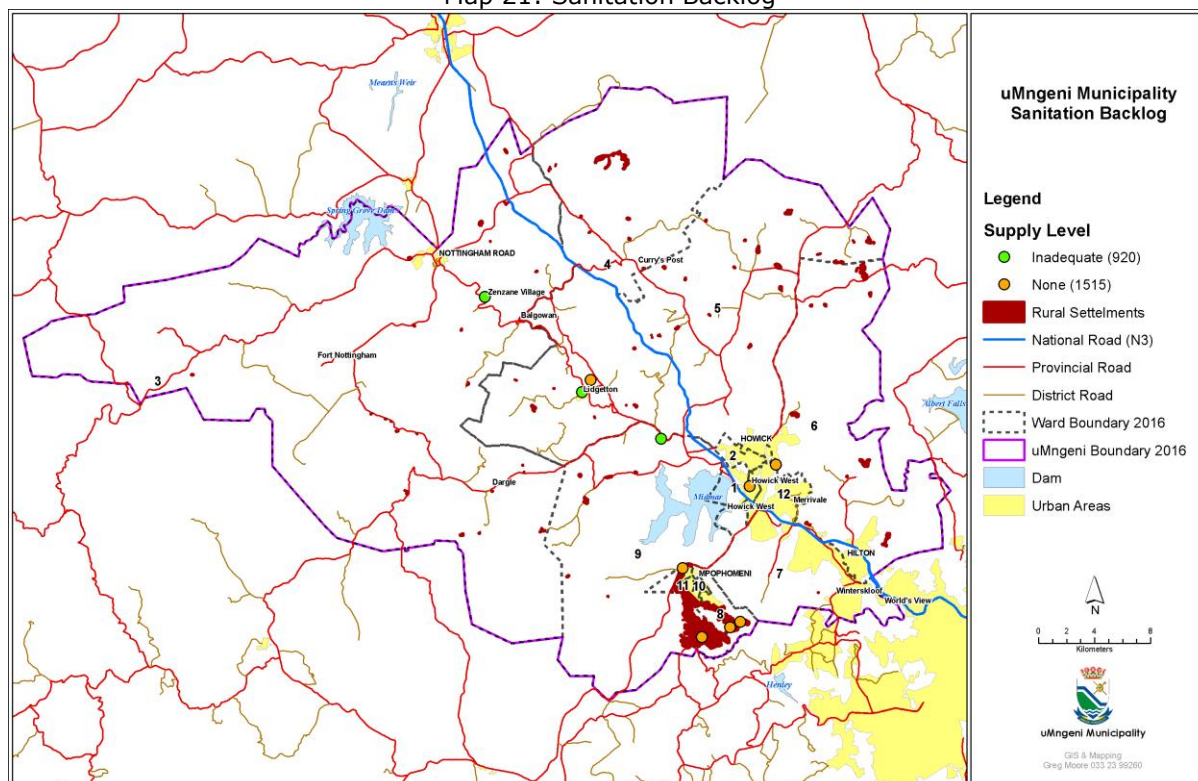 Map 21: Sanitation Backlog
Mearns Weir
Spring Grove Dam
NOTTINGHAM ROAD
Zenzane Village
Balgowan
4
Curry's Post
5
Fort Nottingham
3
Lidgetton
6
HOWICK
2
1
Howick West
12
Merrivale
Howick West
Midmar
Dargle
Albert Falls
9
MPOPHOMENI
11
10
8
7
HILTON
Winterskloof
World's View
Henley
uMngeni Municipality
Sanitation Backlog
Legend
Supply Level
Inadequate (920)
None (1515)
Rural Settelments
National Road (N3)
Provincial Road
District Road
Ward Boundary 2016
uMngeni Boundary 2016
Dam
Urban Areas
N
0 2 4 8
Kilometers
uMngeni Municipality
GIS & Mapping
Greg Moore 033 23 99260